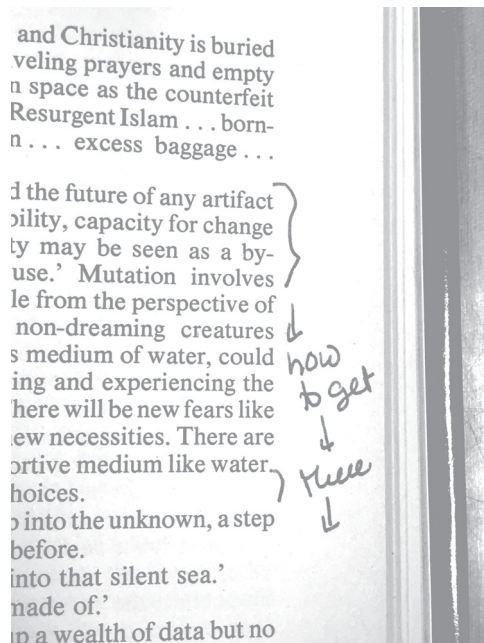 and Christianity is buried
veling prayers and empty
n space as the counterfeit
Resurgent Islam . . . born-
n . . . excess baggage . . .
d the future of any artifact
bility, capacity for change
ty may be seen as a by-
use.’ Mutation involves
le from the perspective of
non-dreaming creatures
s medium of water, could
ing and experiencing the
here will be new fears like
ew necessities. There are
ortive medium like water.
hoices.
into the unknown, a step
before.
into that silent sea.’
made of.’
up a wealth of data but no
how
to get
there